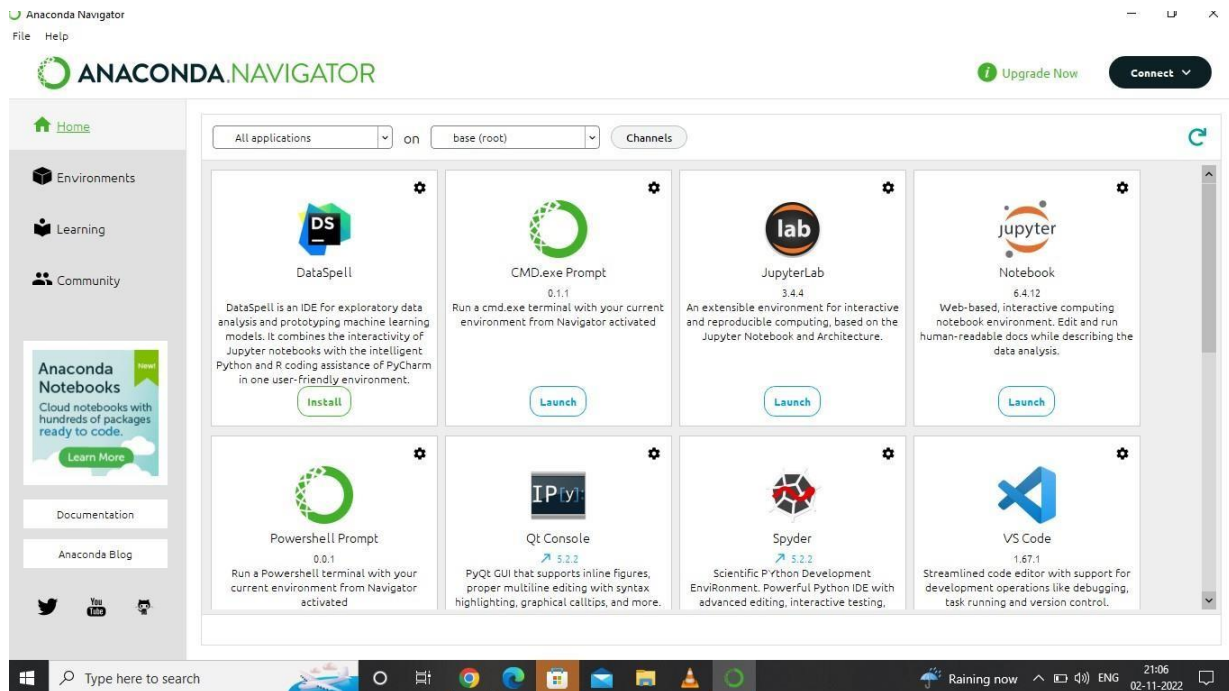 Anaconda Navigator
File Help
ANACONDA.NAVIGATOR
Upgrade Now
Connect
Home
All applications
on
base (root)
Channels
Environments
Learning
Community
DS
DataSpell
DataSpell is an IDE for exploratory data
analysis and prototyping machine learning
models. It combines the interactivity of
Jupyter notebooks with the intelligent
Python and R coding assistance of PyCharm
in one user-friendly environment.
Install
CMD.exe Prompt
0.1.1
Run a cmd.exe terminal with your current
environment from Navigator activated
Launch
lab
JupyterLab
3.4.4
An extensible environment for interactive
and reproducible computing, based on the
Jupyter Notebook and Architecture.
Launch
jupyter
Notebook
6.4.12
Web-based, interactive computing
notebook environment. Edit and run
human-readable docs while describing the
data analysis.
Launch
Anaconda
Notebooks
New!
Cloud notebooks with
hundreds of packages
ready to code.
Learn More
Documentation
Anaconda Blog
You
Tube
Powershell Prompt
0.0.1
Run a Powershell terminal with your
current environment from Navigator
activated
IP[y]:
Qt Console
5.2.2
PyQt GUI that supports inline figures,
proper multiline editing with syntax
highlighting, graphical calltips, and more.
Spyder
5.2.2
Scientific PYthon Development
EnviRonment. Powerful Python IDE with
advanced editing, interactive testing,
VS Code
1.67.1
Streamlined code editor with support for
development operations like debugging,
task running and version control.
Type here to search
Raining now
ENG
21:06
02-11-2022